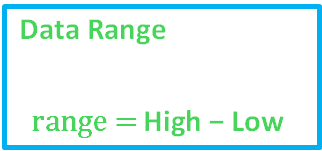 Data Range
range = High – Low